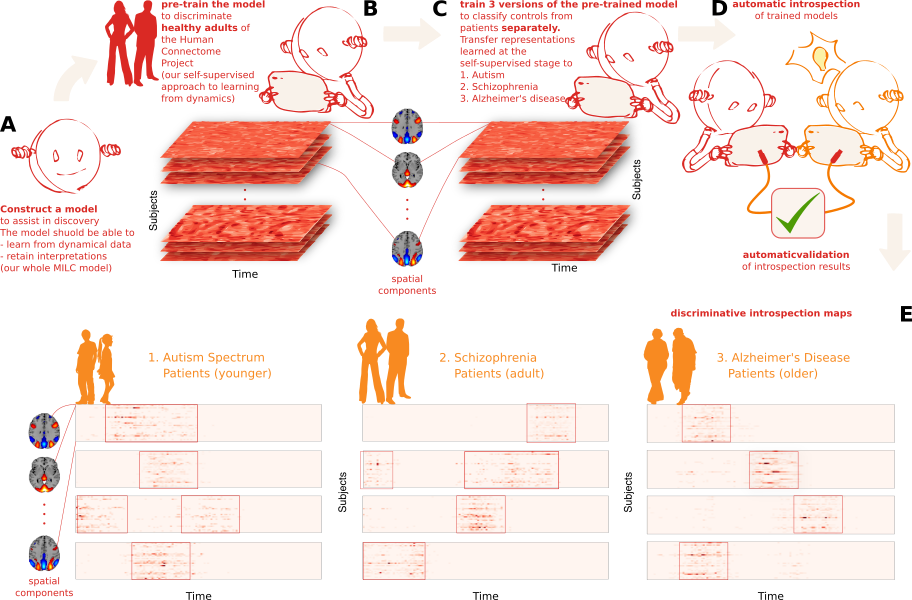 A
Construct a model
to assist in discovery
The model shuold be able to
- learn from dynamical data
- retain interpretations
(our whole MILC model)
pre-train the model
to discriminate
healthy adults of
the Human
Connectome
Project
(our self-supervised
approach to learning
from dynamics)
B
Subjects
Time
spatial
components
C
train 3 versions of the pre-trained model
to classify controls from
patients separately.
Transfer representations
learned at the
self-supervised stage to
1. Autism
2. Schizophrenia
3. Alzheimer's disease
Subjects
Time
D
automatic introspection
of trained models
automaticvalidation
of introspection results
E
discriminative introspection maps
1. Autism Spectrum
Patients (younger)
spatial
components
Time
2. Schizophrenia
Patients (adult)
Subjects
Time
3. Alzheimer's Disease
Patients (older)
Subjects
Time